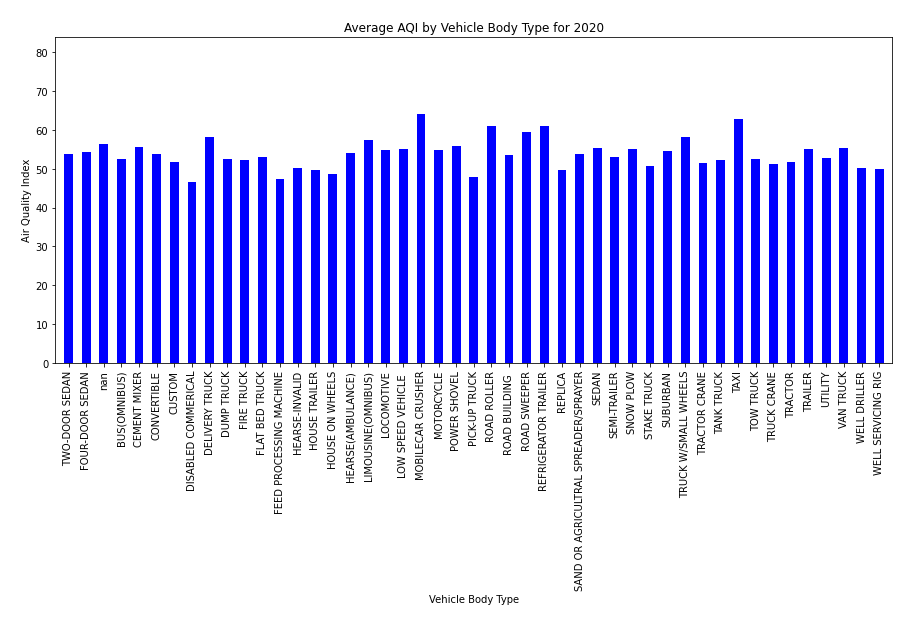 Average AQI by Vehicle Body Type for 2020
Air Quality Index
80
70
60
50
40
30
20
10
0
TWO-DOOR SEDAN
FOUR-DOOR SEDAN
nan
BUS(OMNIBUS)
CEMENT MIXER
CONVERTIBLE
CUSTOM
DISABLED COMMERICAL
DELIVERY TRUCK
DUMP TRUCK
FIRE TRUCK
FLAT BED TRUCK
FEED PROCESSING MACHINE
HEARSE-INVALID
HOUSE TRAILER
HOUSE ON WHEELS
HEARSE(AMBULANCE)
LIMOUSINE(OMNIBUS)
LOCOMOTIVE
LOW SPEED VEHICLE
MOBILECAR CRUSHER
MOTORCYCLE
POWER SHOVEL
PICK-UP TRUCK
ROAD ROLLER
ROAD BUILDING
ROAD SWEEPER
REFRIGERATOR TRAILER
REPLICA
SAND OR AGRICULTRAL SPREADER/SPRAYER
SEDAN
SEMI-TRAILER
SNOW PLOW
STAKE TRUCK
SUBURBAN
TRUCK W/SMALL WHEELS
TRACTOR CRANE
TANK TRUCK
TAXI
TOW TRUCK
TRUCK CRANE
TRACTOR
TRAILER
UTILITY
VAN TRUCK
WELL DRILLER
WELL SERVICING RIG
Vehicle Body Type